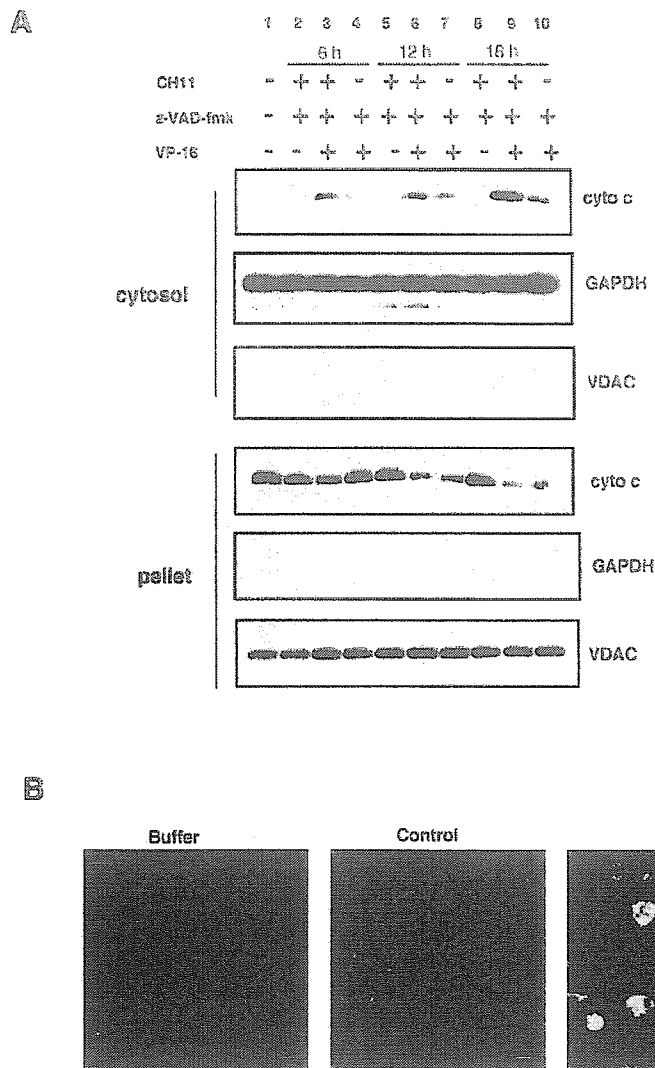 A
1 2 3 4 5 6 7 8 9 10
6 h 12 h 16 h
CH11 - + + - + + - + + -
z-VAD-fmk - + + + + + + + + +
VP-16 - - + + - + + - + +
cyto c
GAPDH
cytosol
VDAC
cyto c
GAPDH
pellet
VDAC
B
Buffer Control